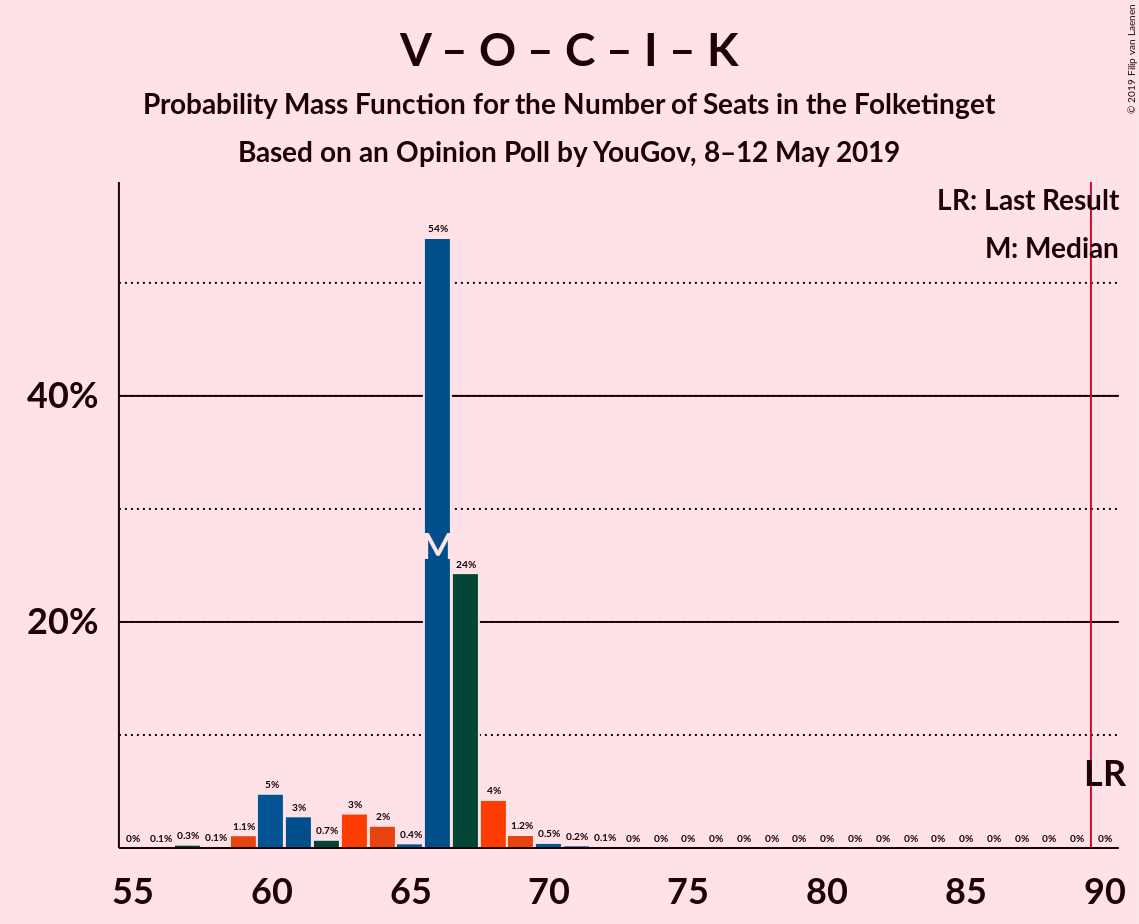 V – O – C – I – K
Probability Mass Function for the Number of Seats in the Folketinget
Based on an Opinion Poll by YouGov, 8–12 May 2019
© 2019 Filip van Laenen
LR: Last Result
M: Median
40%
20%
0% 0.1% 0.3% 0.1% 1.1% 5% 3% 0.7% 3% 2% 0.4% 54% 24% 4% 1.2% 0.5% 0.2% 0.1% 0% 0% 0% 0% 0% 0% 0% 0% 0% 0% 0% 0% 0% 0% 0% 0% 0% 0%
M
LR
55 60 65 70 75 80 85 90